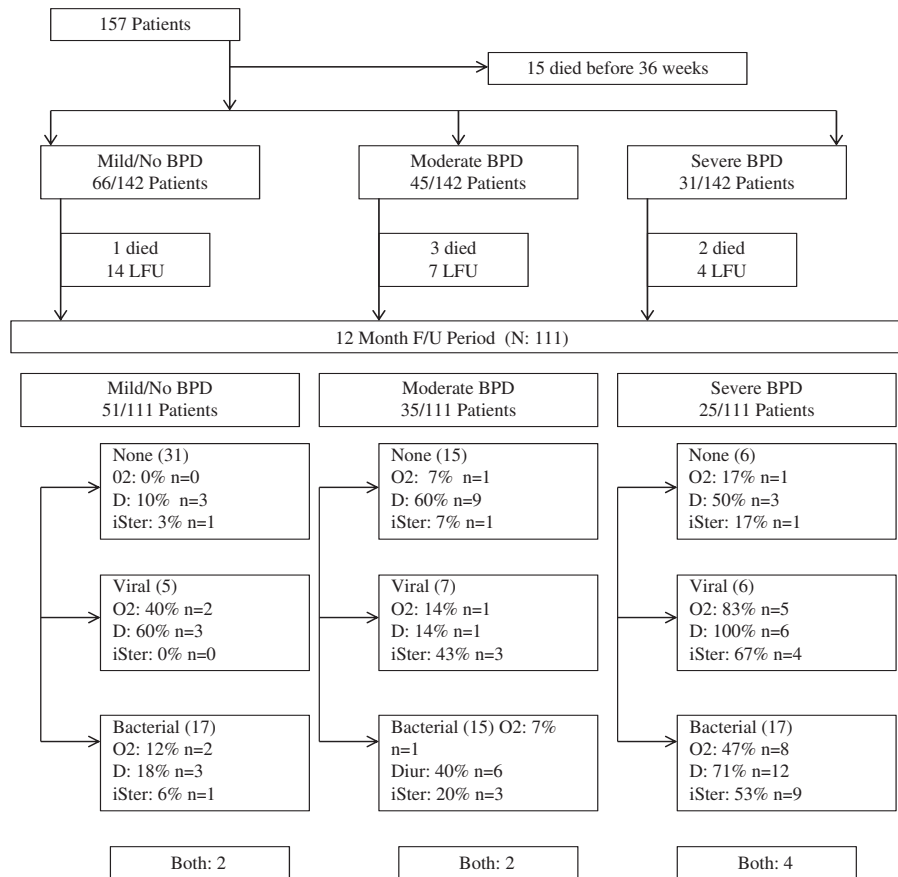 157 Patients
15 died before 36 weeks
Mild/No BPD
66/142 Patients
Moderate BPD
45/142 Patients
Severe BPD
31/142 Patients
1 died
14 LFU
3 died
7 LFU
2 died
4 LFU
12 Month F/U Period (N: 111)
Mild/No BPD
51/111 Patients
Moderate BPD
35/111 Patients
Severe BPD
25/111 Patients
None (31)
02: 0% n=0
D: 10% n=3
iSter: 3% n=1
None (15)
O2: 7% n=1
D: 60% n=9
iSter: 7% n=1
None (6)
O2: 17% n=1
D: 50% n=3
iSter: 17% n=1
Viral (5)
O2: 40% n=2
D: 60% n=3
iSter: 0% n=0
Viral (7)
O2: 14% n=1
D: 14% n=1
iSter: 43% n=3
Viral (6)
O2: 83% n=5
D: 100% n=6
iSter: 67% n=4
Bacterial (17)
O2: 12% n=2
D: 18% n=3
iSter: 6% n=1
Bacterial (15) O2: 7%
n=1
Diur: 40% n=6
iSter: 20% n=3
Bacterial (17)
O2: 47% n=8
D: 71% n=12
iSter: 53% n=9
Both: 2
Both: 2
Both: 4